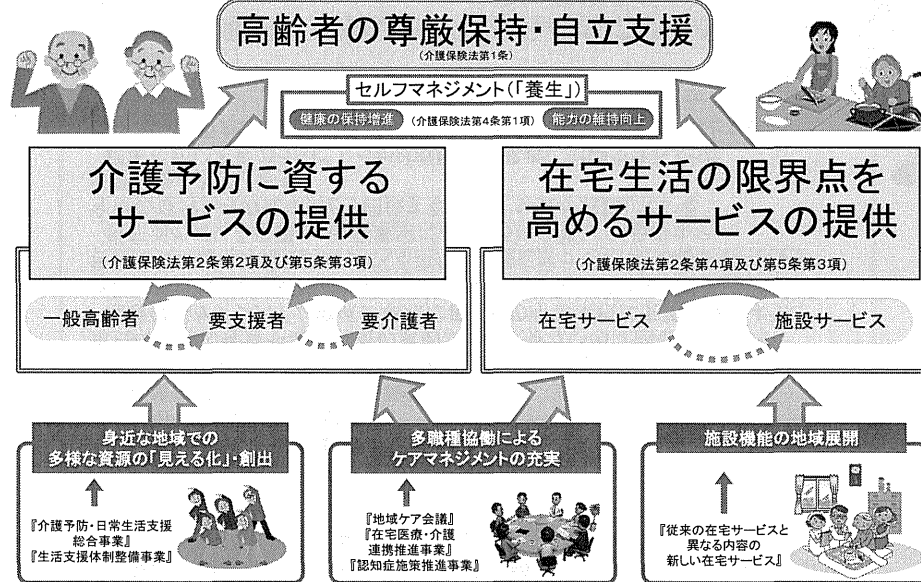 高齢者の尊厳保持・自立支援
(介護保険法第1条)
セルフマネジメント(「養生」)
健康の保持増進 (介護保険法第4条第1項) 能力の維持向上
介護予防に資する
サービスの提供
(介護保険法第2条第2項及び第5条第3項)
在宅生活の限界点を
高めるサービスの提供
(介護保険法第2条第4項及び第5条第3項)
一般高齢者 要支援者 要介護者
在宅サービス 施設サービス
身近な地域での
多様な資源の「見える化」・創出
『介護予防・日常生活支援
総合事業』
『生活支援体制整備事業』
多職種協働による
ケアマネジメントの充実
『地域ケア会議』
『在宅医療・介護
連携推進事業』
『認知症施策推進事業』
施設機能の地域展開
『従来の在宅サービスと
異なる内容の
新しい在宅サービス』